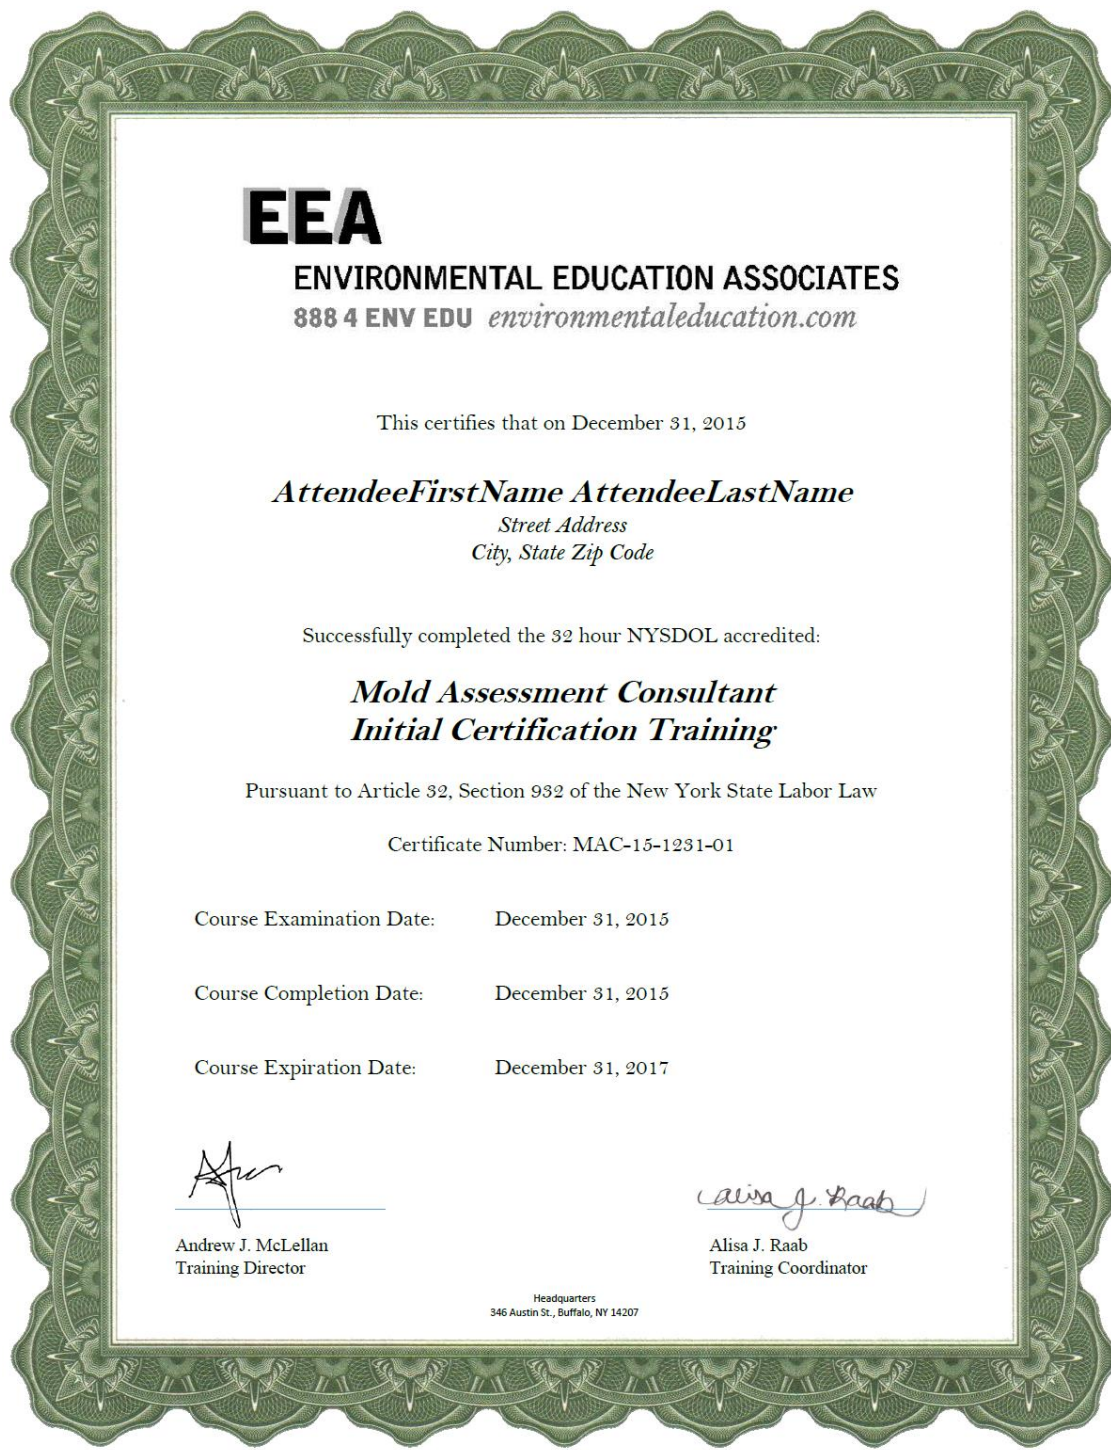 EEA
ENVIRONMENTAL EDUCATION ASSOCIATES
888 4 ENV EDU environmentaleducation.com
This certifies that on December 31, 2015
AttendeeFirstName AttendeeLastName
Street Address
City, State Zip Code
Successfully completed the 32 hour NYSDOL accredited:
Mold Assessment Consultant
Initial Certification Training
Pursuant to Article 32, Section 932 of the New York State Labor Law
Certificate Number: MAC-15-1231-01
Course Examination Date: December 31, 2015
Course Completion Date: December 31, 2015
Course Expiration Date: December 31, 2017
Alisa J. Raab
Andrew J. McLellan
Training Director
Alisa J. Raab
Training Coordinator
Headquarters
346 Austin St., Buffalo, NY 14207